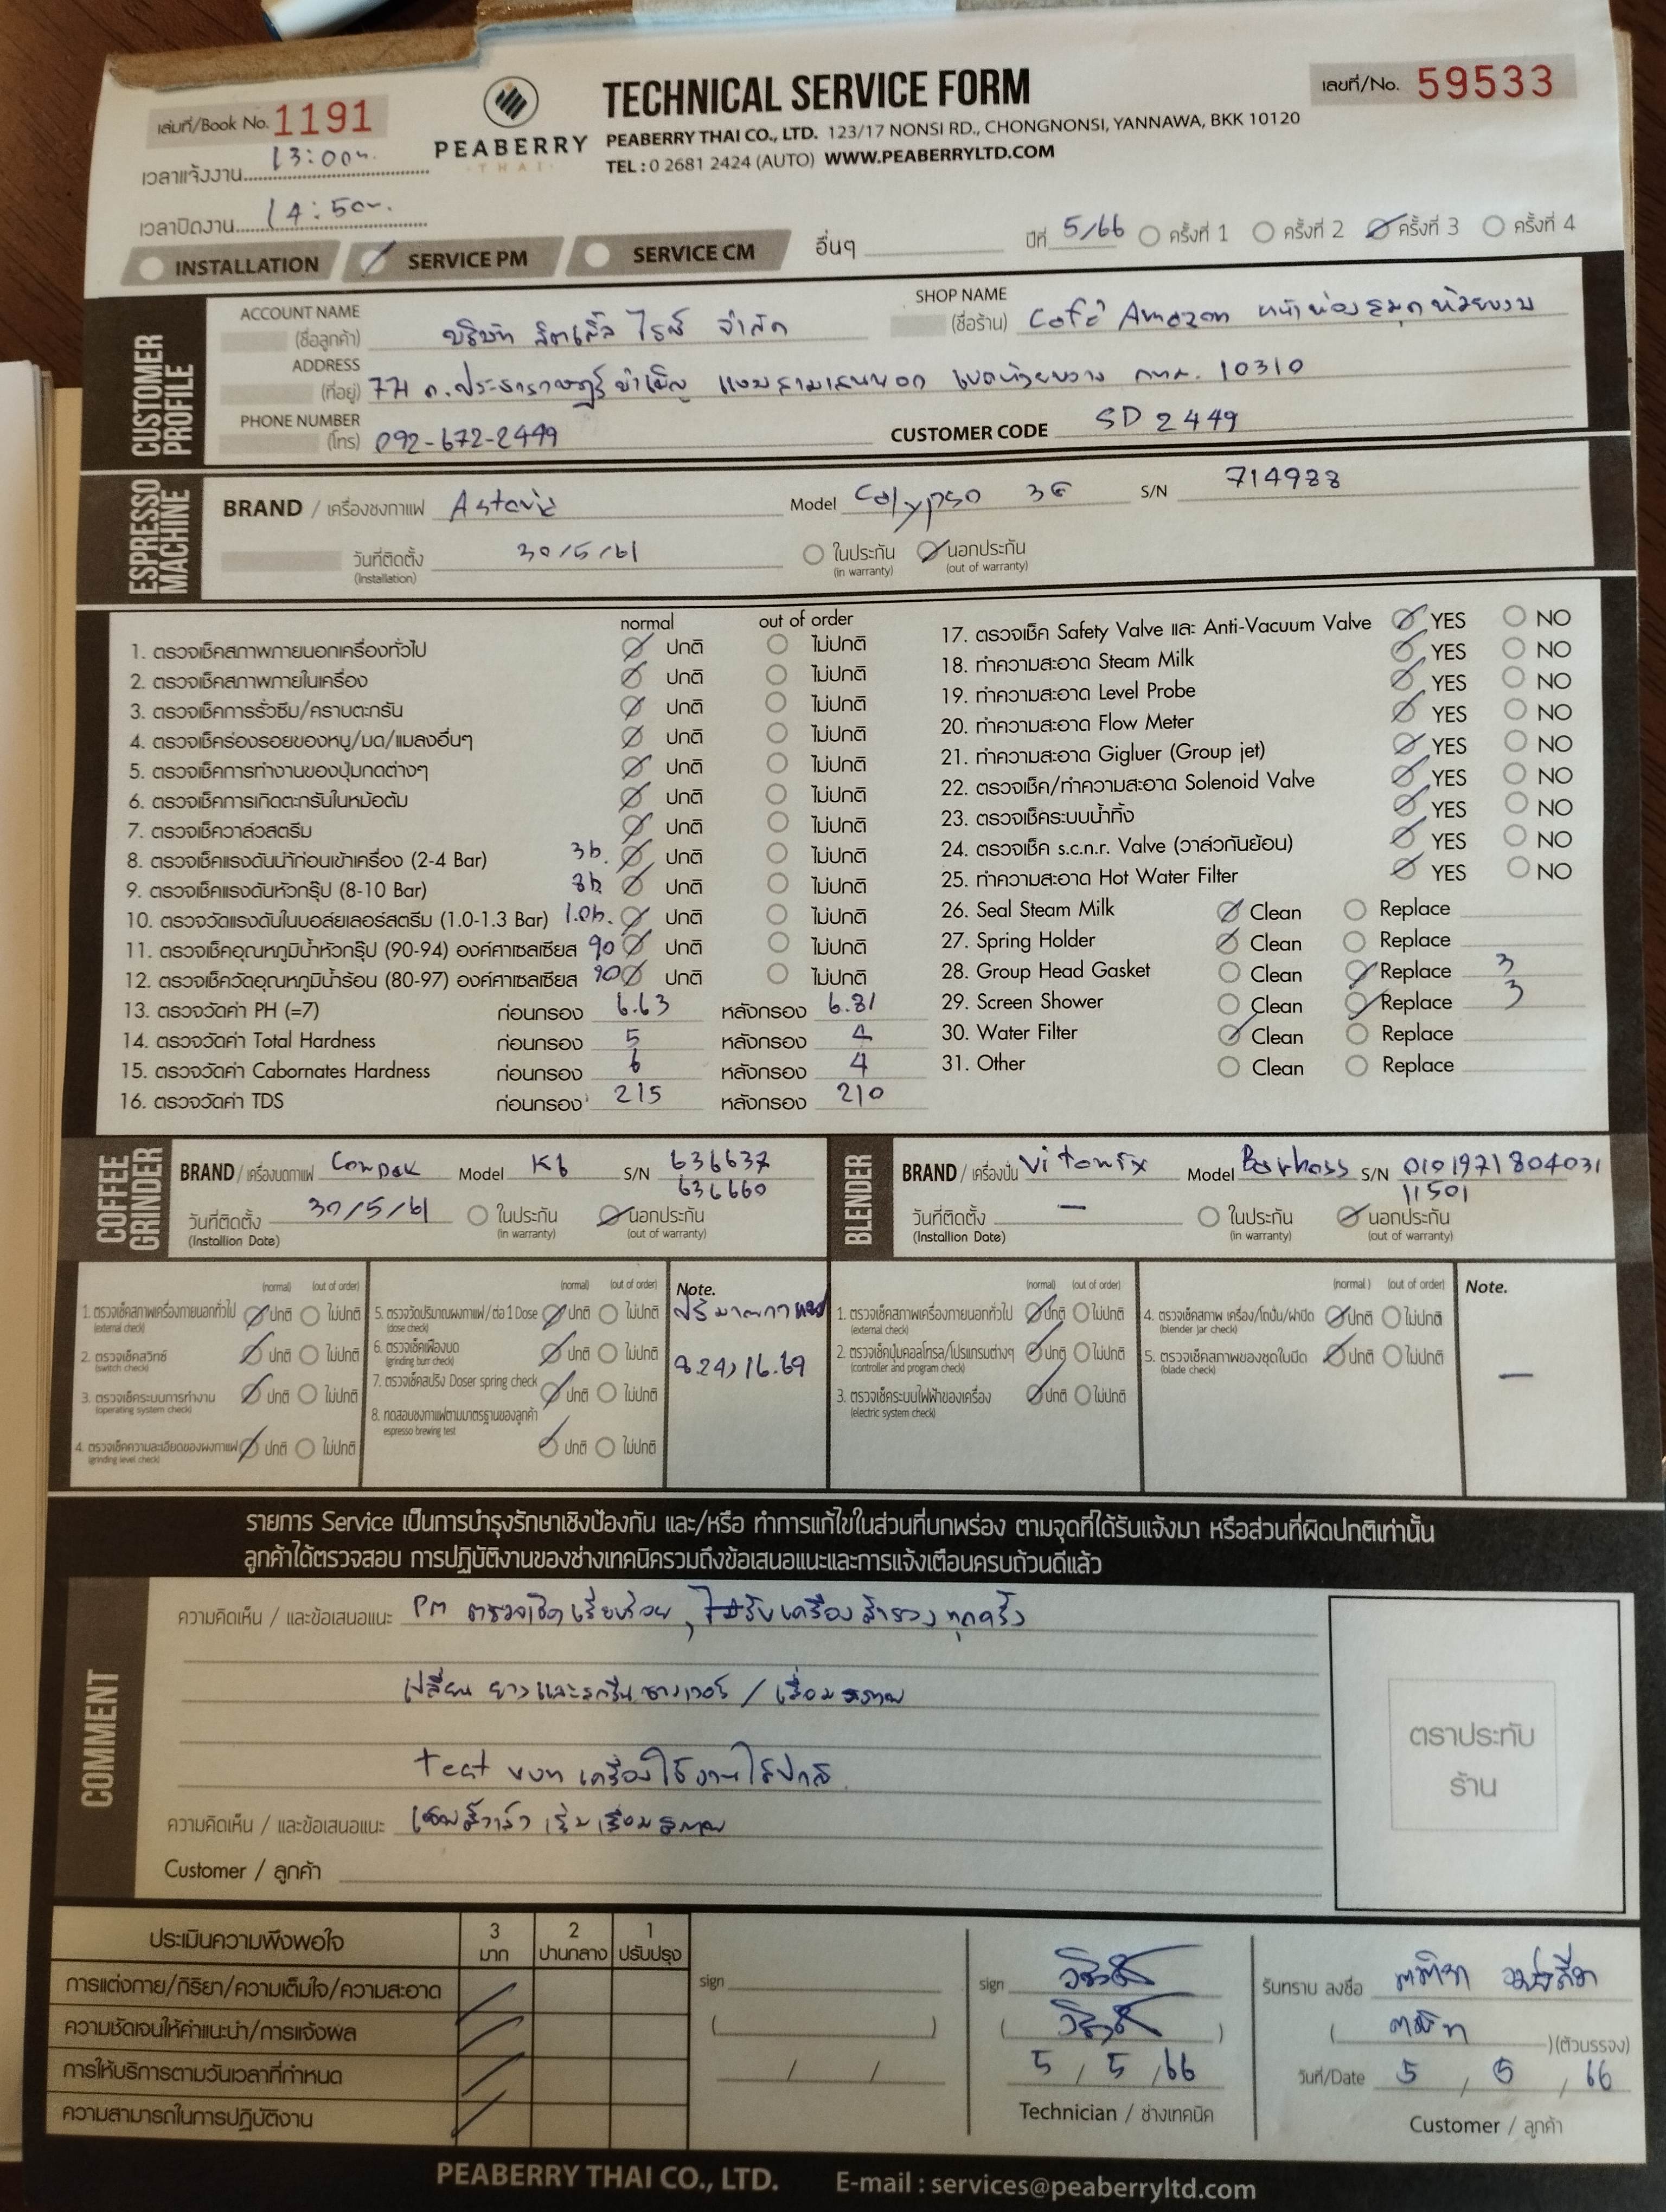 เล่มที่/Book No. 1191
PEABERRY
THAI
TECHNICAL SERVICE FORM
เลขที่/No. 59533
PEABERRY THAI CO., LTD. 123/17 NONSI RD., CHONGNONSI, YANNAWA, BKK 10120
TEL : 0 2681 2424 (AUTO) WWW.PEABERRYLTD.COM
เวลาแจ้งงาน 13:00น.
เวลาปิดงาน 14:50น.
ปีที่ 5/66 ครั้งที่ 1 ครั้งที่ 2 ครั้งที่ 3 ครั้งที่ 4
INSTALLATION SERVICE PM SERVICE CM อื่นๆ
CUSTOMER PROFILE
ACCOUNT NAME (ชื่อลูกค้า) บริษัท ลิตเติ้ล ไรซ์ จำกัด
SHOP NAME (ชื่อร้าน) Café Amazon หน้าห้องสมุดห้วยขวาง
ADDRESS (ที่อยู่) 771 ถ.ประชาราษฎร์บำเพ็ญ แขวงสามเสนนอก เขตห้วยขวาง กทม. 10310
PHONE NUMBER (โทร) 092-672-2449 CUSTOMER CODE SD 2449
ESPRESSO MACHINE
BRAND / เครื่องชงกาแฟ Model Calypso 3G S/N 714988
วันที่ติดตั้ง (Installation) 30/5/61 ในประกัน (in warranty) นอกประกัน (out of warranty)
normal out of order
1. ตรวจเช็คสภาพภายนอกเครื่องทั่วไป ปกติ ไม่ปกติ
2. ตรวจเช็คสภาพภายในเครื่อง ปกติ ไม่ปกติ
3. ตรวจเช็คการรั่วซึม/คราบตะกรัน ปกติ ไม่ปกติ
4. ตรวจเช็คร่องรอยของหนู/มด/แมลงอื่นๆ ปกติ ไม่ปกติ
5. ตรวจเช็คการทำงานของปุ่มกดต่างๆ ปกติ ไม่ปกติ
6. ตรวจเช็คการเกิดตะกรันในหม้อต้ม ปกติ ไม่ปกติ
7. ตรวจเช็ควาล์วสตรีม ปกติ ไม่ปกติ
8. ตรวจเช็คแรงดันน้ำก่อนเข้าเครื่อง (2-4 Bar) 3b. ปกติ ไม่ปกติ
9. ตรวจเช็คแรงดันหัวกรุ๊ป (8-10 Bar) 8b. ปกติ ไม่ปกติ
10. ตรวจวัดแรงดันในบอล์ยเลอร์สตรีม (1.0-1.3 Bar) 1.0b. ปกติ ไม่ปกติ
11. ตรวจเช็คอุณหภูมิน้ำหัวกรุ๊ป (90-94) องค์ศาเซลเซียส 90 ปกติ ไม่ปกติ
12. ตรวจเช็ควัดอุณหภูมิน้ำร้อน (80-97) องค์ศาเซลเซียส 90 ปกติ ไม่ปกติ
13. ตรวจวัดค่า PH (=7) ก่อนกรอง 6.63 หลังกรอง 6.81
14. ตรวจวัดค่า Total Hardness ก่อนกรอง 5 หลังกรอง 4
15. ตรวจวัดค่า Cabornates Hardness ก่อนกรอง 6 หลังกรอง 4
16. ตรวจวัดค่า TDS ก่อนกรอง 215 หลังกรอง 210
17. ตรวจเช็ค Safety Valve และ Anti-Vacuum Valve YES NO
18. ทำความสะอาด Steam Milk YES NO
19. ทำความสะอาด Level Probe YES NO
20. ทำความสะอาด Flow Meter YES NO
21. ทำความสะอาด Gigluer (Group jet) YES NO
22. ตรวจเช็ค/ทำความสะอาด Solenoid Valve YES NO
23. ตรวจเช็คระบบน้ำทิ้ง YES NO
24. ตรวจเช็ค s.c.n.r. Valve (วาล์วกันย้อน) YES NO
25. ทำความสะอาด Hot Water Filter YES NO
26. Seal Steam Milk Clean Replace
27. Spring Holder Clean Replace
28. Group Head Gasket Clean Replace 3
29. Screen Shower Clean Replace 3
30. Water Filter Clean Replace
31. Other Clean Replace
COFFEE GRINDER
BRAND / เครื่องบดกาแฟ Compak Model K6 S/N 636637
636660
วันที่ติดตั้ง (Installion Date) 30/5/61 ในประกัน (in warranty) นอกประกัน (out of warranty)
BLENDER
BRAND / เครื่องปั่น Vitamix Model Barboss S/N 0101971804031
11501
วันที่ติดตั้ง (Installion Date) - ในประกัน (in warranty) นอกประกัน (out of warranty)
(normal) (out of order)
1. ตรวจเช็คสภาพเครื่องภายนอกทั่วไป (external check) ปกติ ไม่ปกติ
2. ตรวจเช็คสวิทช์ (switch check) ปกติ ไม่ปกติ
3. ตรวจเช็คระบบการทำงาน (operating system check) ปกติ ไม่ปกติ
4. ตรวจเช็คความละเอียดของผงกาแฟ (grinding level check) ปกติ ไม่ปกติ
(normal) (out of order)
5. ตรวจวัดปริมาณผงกาแฟ/ต่อ 1 Dose (dose check) ปกติ ไม่ปกติ
6. ตรวจเช็คเฟืองบด (grinding burr check) ปกติ ไม่ปกติ
7. ตรวจเช็คสปริง Doser spring check ปกติ ไม่ปกติ
8. ทดสอบชงกาแฟตามมาตรฐานของลูกค้า espresso brewing test ปกติ ไม่ปกติ
Note.
ปริมาณกาแฟ
8.24, 16.69
(normal) (out of order)
1. ตรวจเช็คสภาพเครื่องภายนอกทั่วไป (external check) ปกติ ไม่ปกติ
2. ตรวจเช็คปุ่มคอลโทรล/โปรแกรมต่างๆ (controller and program check) ปกติ ไม่ปกติ
3. ตรวจเช็คระบบไฟฟ้าของเครื่อง (electric system check) ปกติ ไม่ปกติ
(normal) (out of order)
4. ตรวจเช็คสภาพ เครื่อง/โถปั่น/ฝาปิด (blender jar check) ปกติ ไม่ปกติ
5. ตรวจเช็คสภาพของชุดใบมีด (blade check) ปกติ ไม่ปกติ
Note.
-
รายการ Service เป็นการบำรุงรักษาเชิงป้องกัน และ/หรือ ทำการแก้ไขในส่วนที่บกพร่อง ตามจุดที่ได้รับแจ้งมา หรือส่วนที่ผิดปกติเท่านั้น
ลูกค้าได้ตรวจสอบ การปฏิบัติงานของช่างเทคนิครวมถึงข้อเสนอแนะและการแจ้งเตือนครบถ้วนดีแล้ว
COMMENT
ความคิดเห็น / และข้อเสนอแนะ PM ตรวจเช็คเรียบร้อย, รับเครื่องสำรองทุกครั้ง
เปลี่ยน ยางและสกรีนชาวเวอร์ / เสื่อมสภาพ
test ระบบ เครื่องใช้งานได้ปกติ
ความคิดเห็น / และข้อเสนอแนะ เริ่มเสื่อมสภาพ
Customer / ลูกค้า
ตราประทับ
ร้าน
ประเมินความพึงพอใจ 3 มาก 2 ปานกลาง 1 ปรับปรุง
การแต่งกาย/กิริยา/ความเต็มใจ/ความสะอาด
ความชัดเจนให้คำแนะนำ/การแจ้งผล
การให้บริการตามวันเวลาที่กำหนด
ความสามารถในการปฏิบัติงาน
sign
( )
/ /
sign
( )
5 / 5 / 66
Technician / ช่างเทคนิค
รับทราบ ลงชื่อ
( ) (ตัวบรรจง)
วันที่/Date 5 / 5 / 66
Customer / ลูกค้า
PEABERRY THAI CO., LTD. E-mail : services@peaberryltd.com